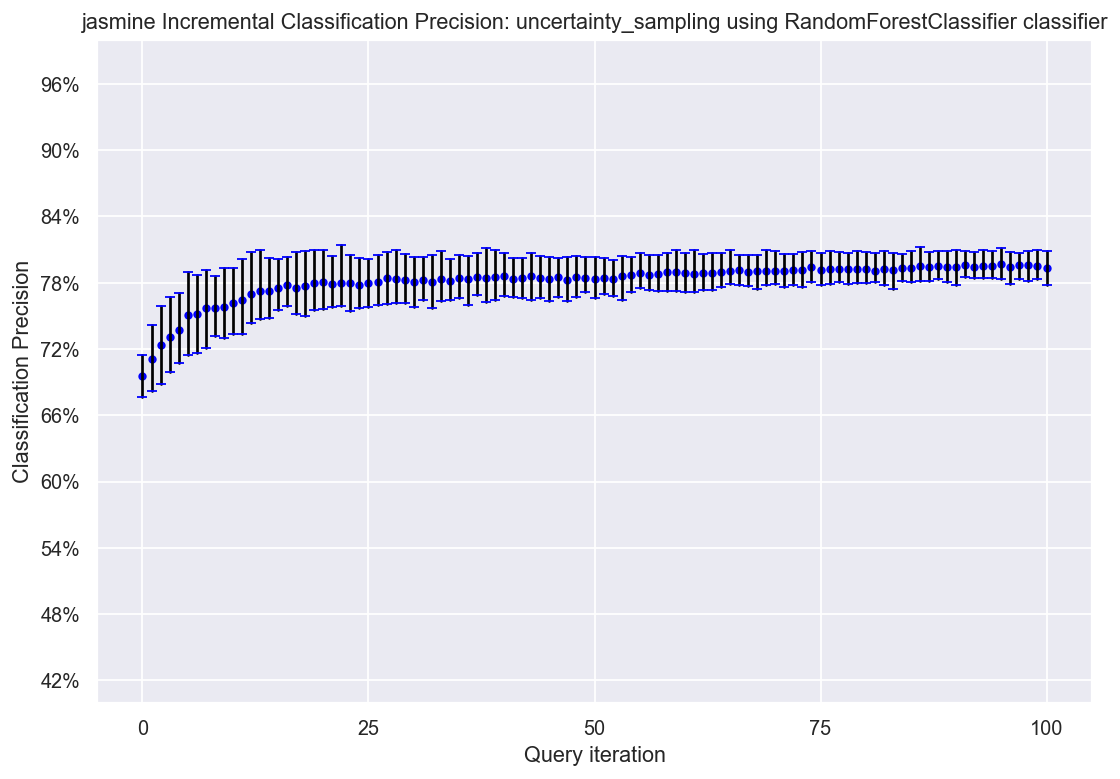 jasmine Incremental Classification Precision: uncertainty_sampling using RandomForestClassifier classifier
96%
90%
84%
78%
72%
66%
60%
54%
48%
42%
Classification Precision
0 25 50 75 100
Query iteration